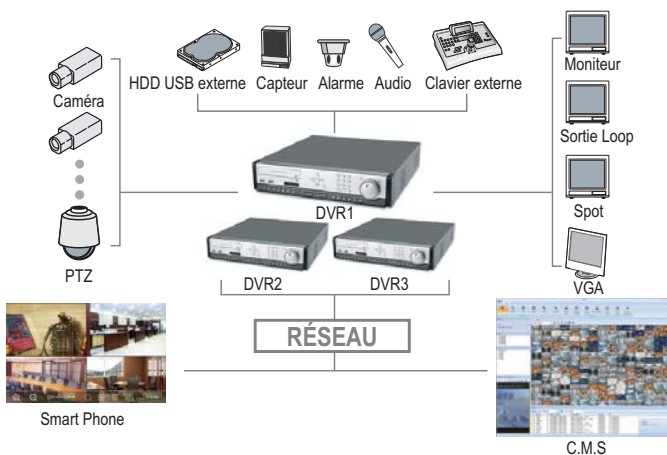 HDD USB externe Capteur Alarme Audio Clavier externe
Caméra
Moniteur
Sortie Loop
DVR1
Spot
PTZ
DVR2
DVR3
VGA
RÉSEAU
Smart Phone
C.M.S